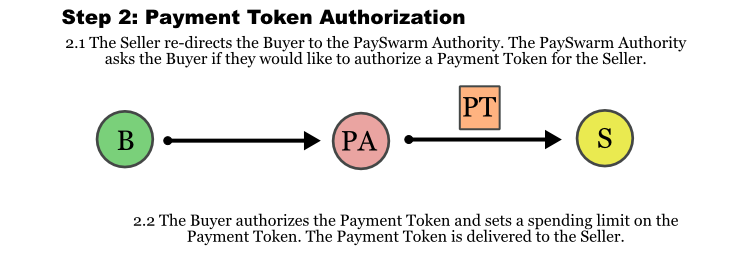 Step 2: Payment Token Authorization
2.1 The Seller re-directs the Buyer to the PaySwarm Authority. The PaySwarm Authority
asks the Buyer if they would like to authorize a Payment Token for the Seller.
PT
B
PA
S
2.2 The Buyer authorizes the Payment Token and sets a spending limit on the
Payment Token. The Payment Token is delivered to the Seller.